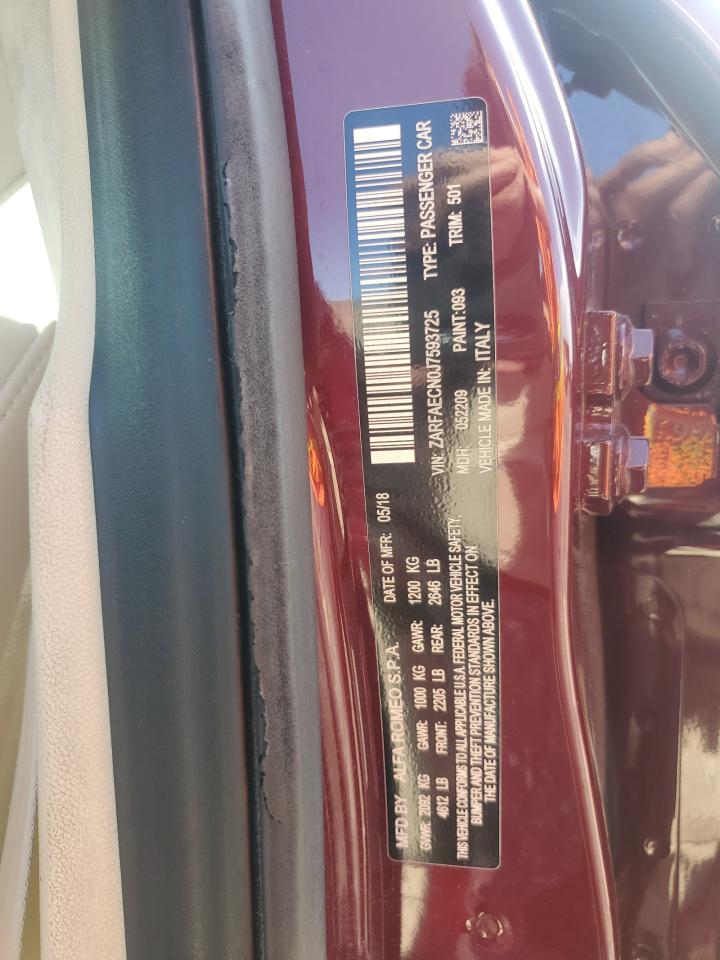 MFD BY ALFA ROMEO S.P.A. DATE OF MFR: 05/18
GVWR: 2092 KG GAWR: 1000 KG GAWR: 1200 KG
4612 LB FRONT: 2205 LB REAR: 2646 LB
THIS VEHICLE CONFORMS TO ALL APPLICABLE U.S.A. FEDERAL MOTOR VEHICLE SAFETY,
BUMPER AND THEFT PREVENTION STANDARDS IN EFFECT ON
THE DATE OF MANUFACTURE SHOWN ABOVE.
VIN: ZARFAECN0J7593725 TYPE: PASSENGER CAR
MDH: 052209 PAINT:093 TRIM: 501
VEHICLE MADE IN: ITALY